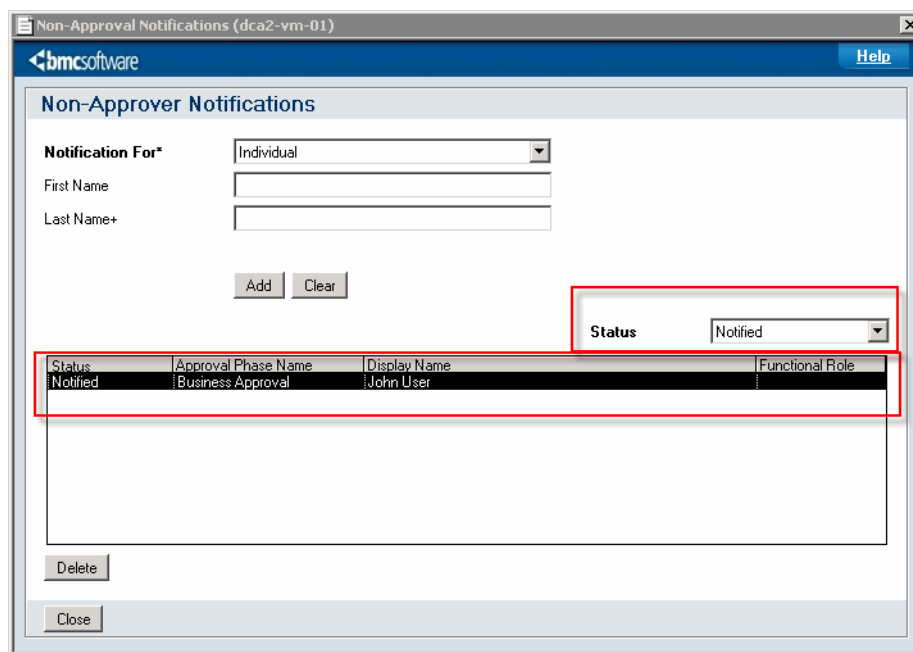 Non-Approval Notifications (dca2-vm-01)
bmcsoftware Help
Non-Approver Notifications
Notification For* Individual
First Name
Last Name+
Add Clear
Status Notified
Status Approval Phase Name Display Name Functional Role
Notified Business Approval John User
Delete
Close